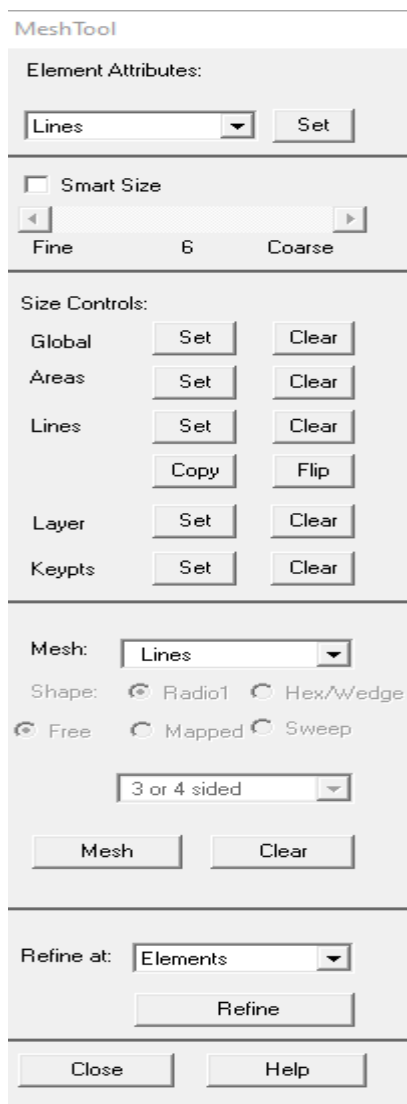 MeshTool
Element Attributes:
Lines Set
Smart Size
Fine 6 Coarse
Size Controls:
Global Set Clear
Areas Set Clear
Lines Set Clear
Copy Flip
Layer Set Clear
Keypts Set Clear
Mesh: Lines
Shape: Radio1 Hex/Wedge
Free Mapped Sweep
3 or 4 sided
Mesh Clear
Refine at: Elements
Refine
Close Help